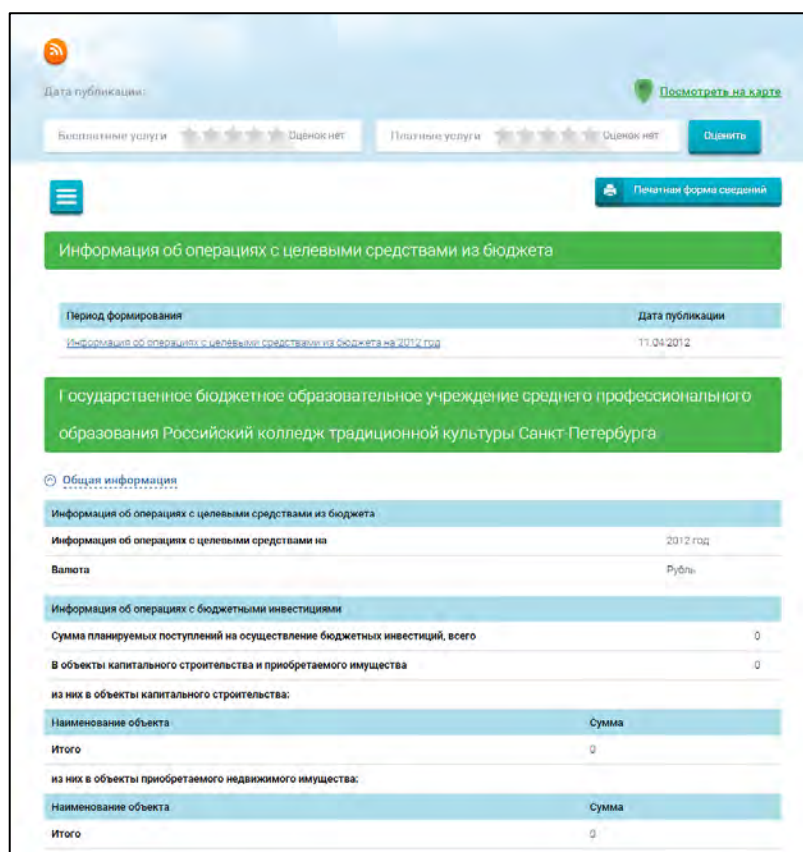 Дата публикации:
Посмотреть на карте
Бесплатные услуги Оценок нет Платные услуги Оценок нет Оценить
Печатная форма сведений
Информация об операциях с целевыми средствами из бюджета
Период формирования Дата публикации
Информация об операциях с целевыми средствами из бюджета на 2012 год 11.04.2012
Государственное бюджетное образовательное учреждение среднего профессионального
образования Российский колледж традиционной культуры Санкт-Петербурга
Общая информация
Информация об операциях с целевыми средствами из бюджета
Информация об операциях с целевыми средствами на 2012 год
Валюта Рубль
Информация об операциях с бюджетными инвестициями
Сумма планируемых поступлений на осуществление бюджетных инвестиций, всего 0
В объекты капитального строительства и приобретаемого имущества 0
из них в объекты капитального строительства:
Наименование объекта Сумма
Итого 0
из них в объекты приобретаемого недвижимого имущества:
Наименование объекта Сумма
Итого 0